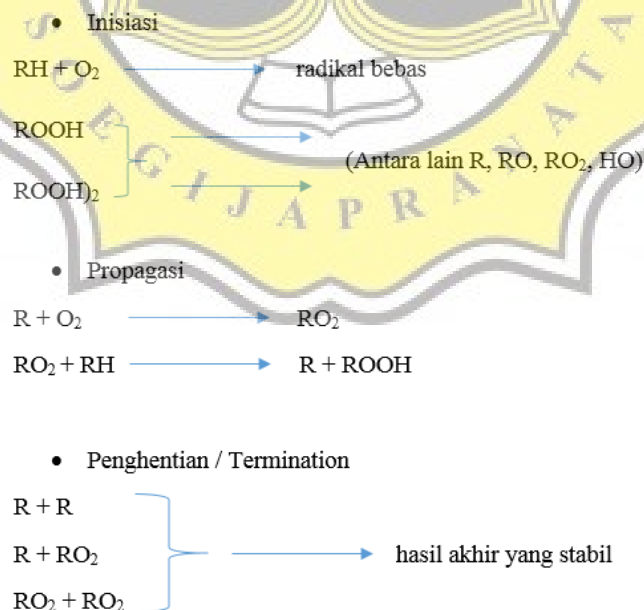 • Inisiasi
RH + O₂ radikal bebas
ROOH
(Antara lain R, RO, RO₂, HO)
ROOH)₂
SOEGIJAPRANATA
• Propagasi
R + O₂ RO₂
RO₂ + RH R + ROOH
• Penghentian / Termination
R + R
R + RO₂ hasil akhir yang stabil
RO₂ + RO₂